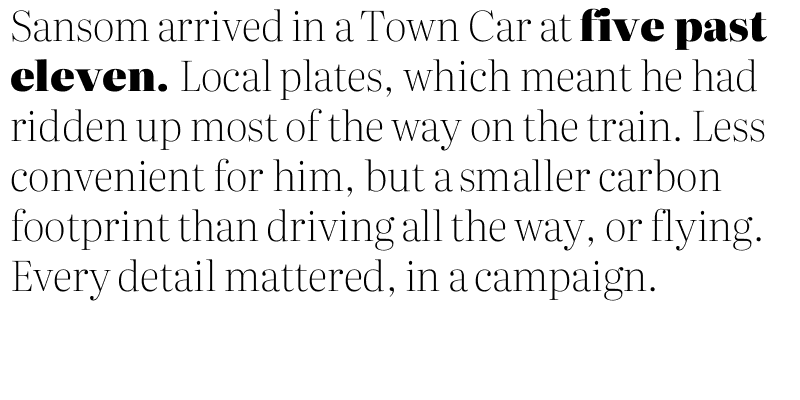 Sansom arrived in a Town Car at five past
eleven. Local plates, which meant he had
ridden up most of the way on the train. Less
convenient for him, but a smaller carbon
footprint than driving all the way, or flying.
Every detail mattered, in a campaign.